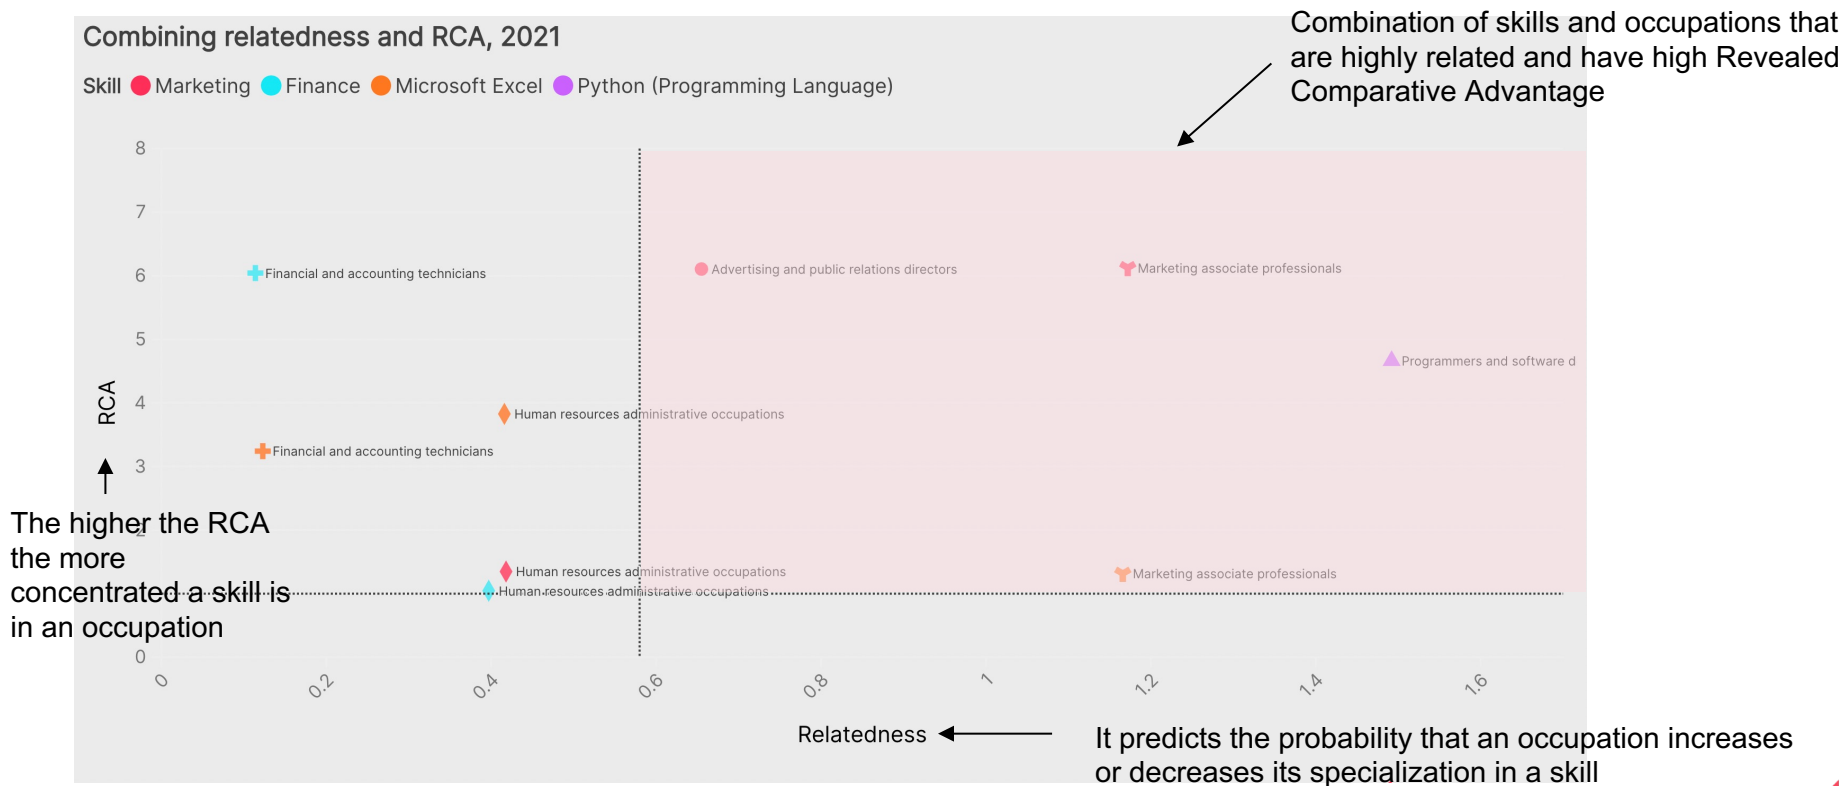 Combining relatedness and RCA, 2021
Combination of skills and occupations that
are highly related and have high Revealed
Comparative Advantage
Skill Marketing Finance Microsoft Excel Python (Programming Language)
8
7
6
5
4
3
2
0
RCA
Financial and accounting technicians
Advertising and public relations directors
Marketing associate professionals
Programmers and software d
Human resources administrative occupations
Financial and accounting technicians
The higher the RCA
the more
concentrated a skill is
in an occupation
Human resources administrative occupations
Marketing associate professionals
Human resources administrative occupations
0
0.2
0.4
0.6
0.8
1
1.2
1.4
1.6
Relatedness
It predicts the probability that an occupation increases
or decreases its specialization in a skill